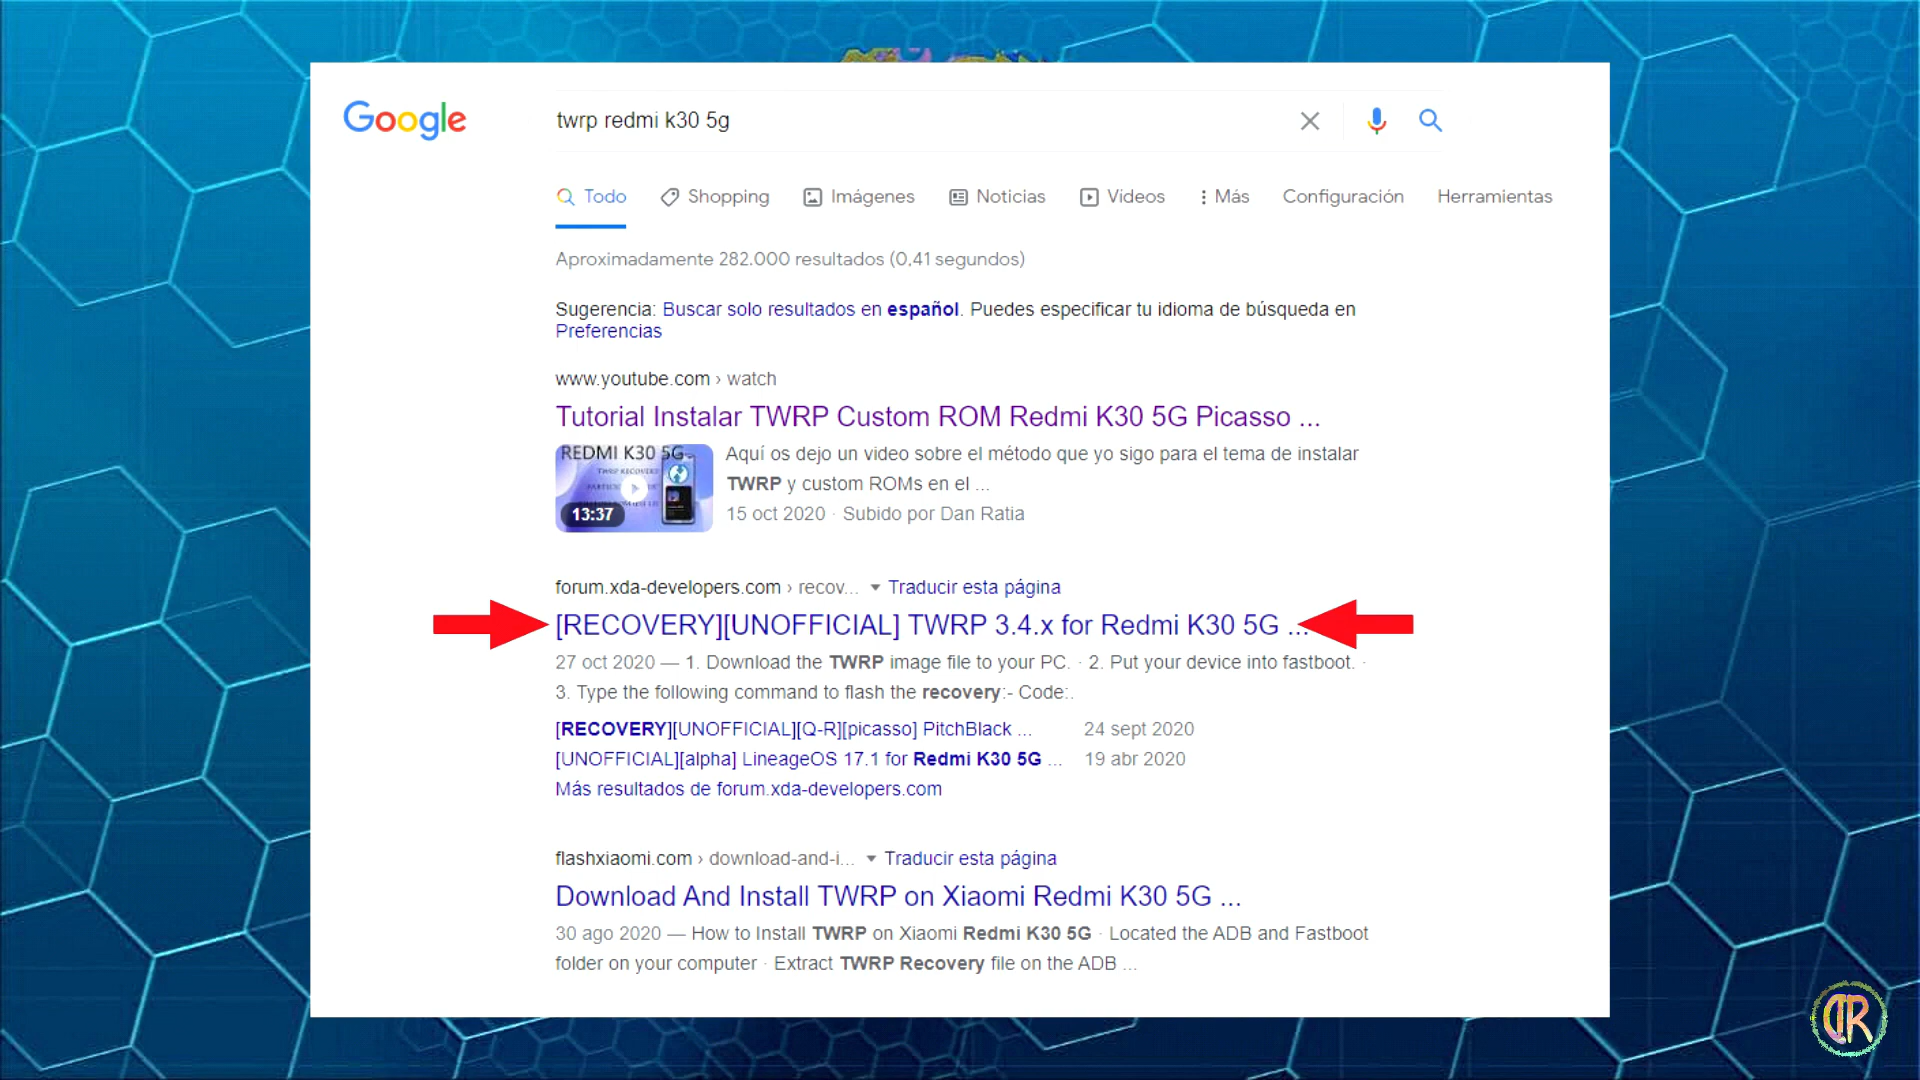 Google
twrp redmi k30 5g
Todo Shopping Imágenes Noticias Videos Más Configuración Herramientas
Aproximadamente 282.000 resultados (0,41 segundos)
Sugerencia: Buscar solo resultados en español. Puedes especificar tu idioma de búsqueda en
Preferencias
www.youtube.com › watch
Tutorial Instalar TWRP Custom ROM Redmi K30 5G Picasso ...
REDMI K30 5G
TWRP RECOVERY
13:37
Aquí os dejo un video sobre el método que yo sigo para el tema de instalar
TWRP y custom ROMs en el ...
15 oct 2020 · Subido por Dan Ratia
forum.xda-developers.com › recov... Traducir esta página
[RECOVERY][UNOFFICIAL] TWRP 3.4.x for Redmi K30 5G ...
27 oct 2020 — 1. Download the TWRP image file to your PC. · 2. Put your device into fastboot. ·
3. Type the following command to flash the recovery:- Code:.
[RECOVERY][UNOFFICIAL][Q-R][picasso] PitchBlack ... 24 sept 2020
[UNOFFICIAL][alpha] LineageOS 17.1 for Redmi K30 5G ... 19 abr 2020
Más resultados de forum.xda-developers.com
flashxiaomi.com › download-and-i... Traducir esta página
Download And Install TWRP on Xiaomi Redmi K30 5G ...
30 ago 2020 — How to Install TWRP on Xiaomi Redmi K30 5G · Located the ADB and Fastboot
folder on your computer · Extract TWRP Recovery file on the ADB ...
DR